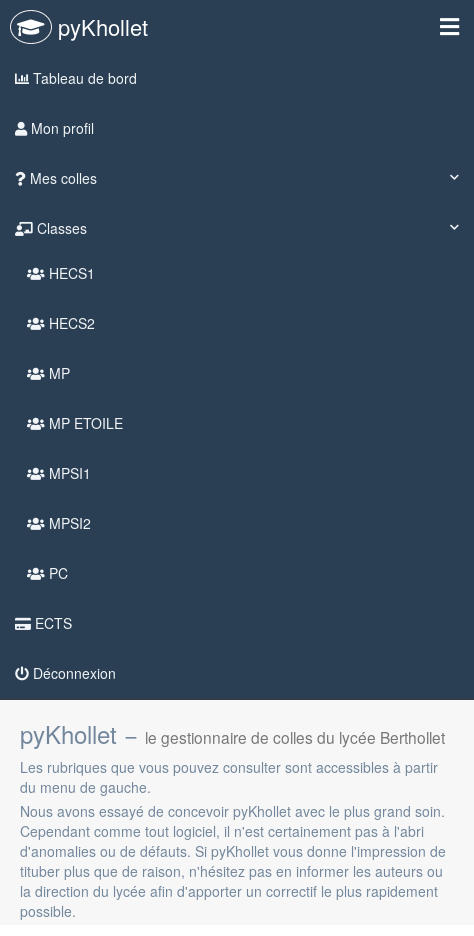 pyKhollet
Tableau de bord
Mon profil
Mes colles
Classes
HECS1
HECS2
MP
MP ETOILE
MPSI1
MPSI2
PC
ECTS
Déconnexion
pyKhollet – le gestionnaire de colles du lycée Berthollet
Les rubriques que vous pouvez consulter sont accessibles à partir
du menu de gauche.
Nous avons essayé de concevoir pyKhollet avec le plus grand soin.
Cependant comme tout logiciel, il n'est certainement pas à l'abri
d'anomalies ou de défauts. Si pyKhollet vous donne l'impression de
tituber plus que de raison, n'hésitez pas en informer les auteurs ou
la direction du lycée afin d'apporter un correctif le plus rapidement
possible.